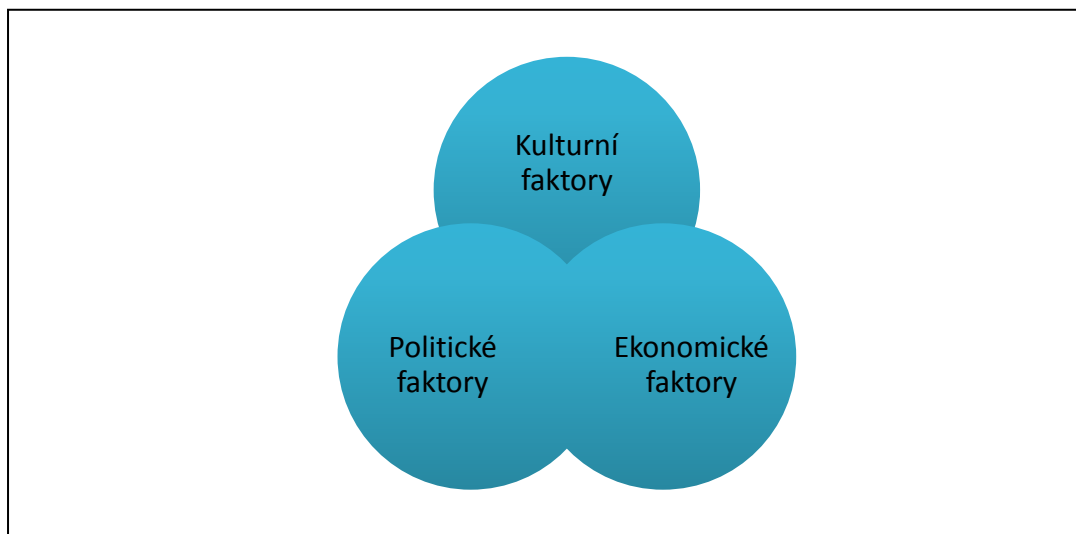 Kulturní
faktory
Politické
faktory
Ekonomické
faktory